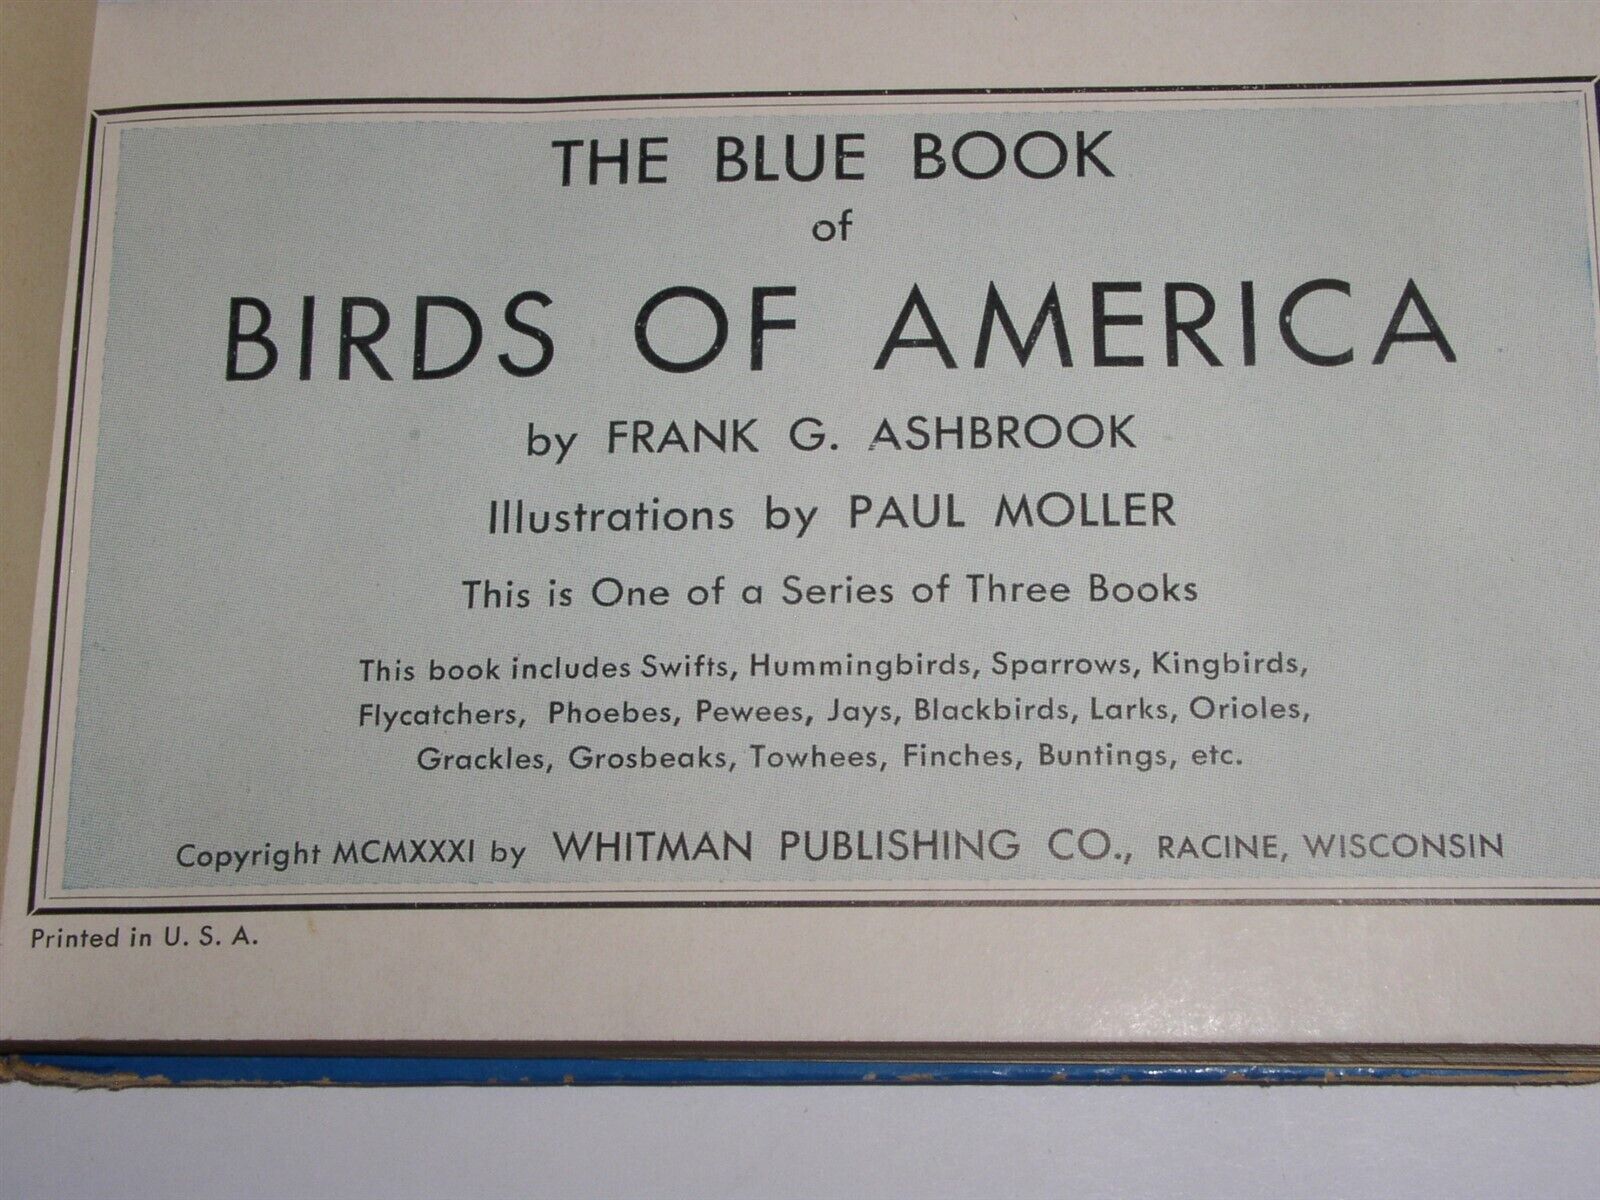 THE BLUE BOOK
of
BIRDS OF AMERICA
by FRANK G. ASHBROOK
Illustrations by PAUL MOLLER
This is One of a Series of Three Books
This book includes Swifts, Hummingbirds, Sparrows, Kingbirds,
Flycatchers, Phoebes, Pewees, Jays, Blackbirds, Larks, Orioles,
Grackles, Grosbeaks, Towhees, Finches, Buntings, etc.
Copyright MCMXXXI by WHITMAN PUBLISHING CO., RACINE, WISCONSIN
Printed in U. S. A.